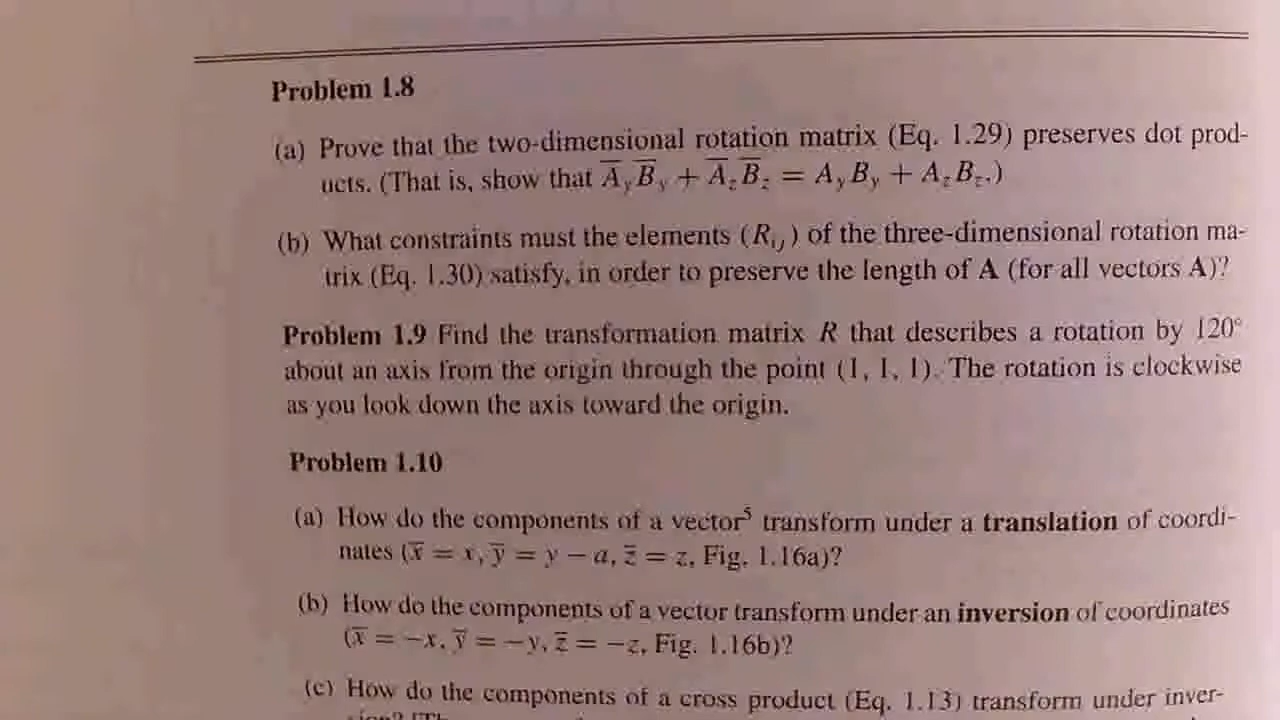 Problem 1.8
(a) Prove that the two-dimensional rotation matrix (Eq. 1.29) preserves dot prod-
ucts. (That is, show that A̅yB̅y + A̅zB̅z = AyBy + AzBz.)
(b) What constraints must the elements (Rij) of the three-dimensional rotation ma-
trix (Eq. 1.30) satisfy, in order to preserve the length of A (for all vectors A)?
Problem 1.9 Find the transformation matrix R that describes a rotation by 120°
about an axis from the origin through the point (1, 1, 1). The rotation is clockwise
as you look down the axis toward the origin.
Problem 1.10
(a) How do the components of a vector⁵ transform under a translation of coordi-
nates (x̅ = x, y̅ = y − a, z̅ = z, Fig. 1.16a)?
(b) How do the components of a vector transform under an inversion of coordinates
(x̅ = −x, y̅ = −y, z̅ = −z, Fig. 1.16b)?
(c) How do the components of a cross product (Eq. 1.13) transform under inver-